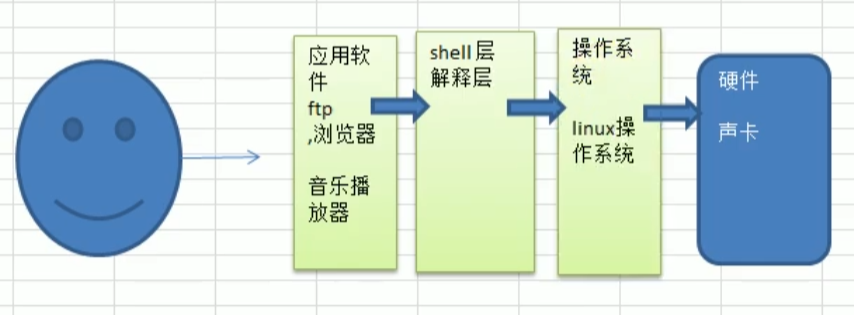 应用软
件
ftp
,浏览器
音乐播
放器
shell层
解释层
操作系
统
linux操
作系统
硬件
声卡